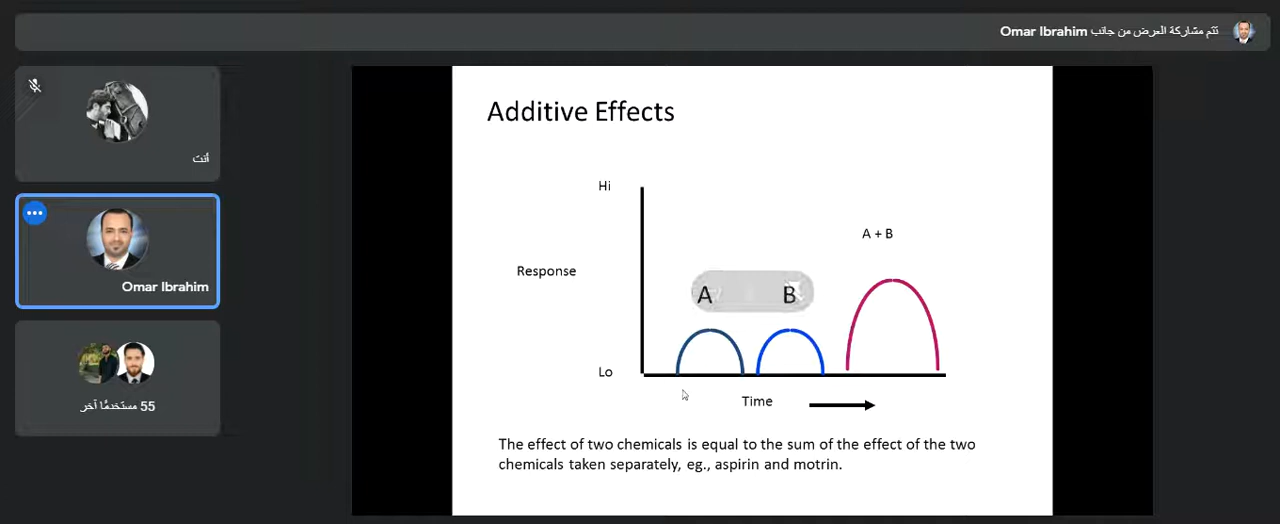 تتم مشاركة العرض من جانب Omar Ibrahim
أنت
Omar Ibrahim
55 مستخدمًا آخر
Additive Effects
Hi
A + B
Response
A
B
Lo
Time
The effect of two chemicals is equal to the sum of the effect of the two
chemicals taken separately, eg., aspirin and motrin.